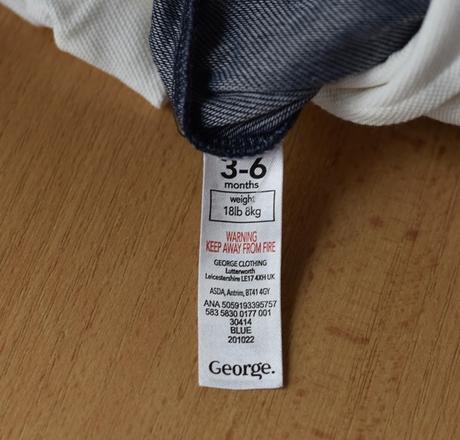 3-6
months
weight
18lb 8kg
WARNING
KEEP AWAY FROM FIRE
GEORGE CLOTHING
Lutterworth
Leicestershire LE17 4XH UK
ASDA, Antrim, BT41 4GY
ANA 5059193395757
583 5830 0177 001
30414
BLUE
201022
George.